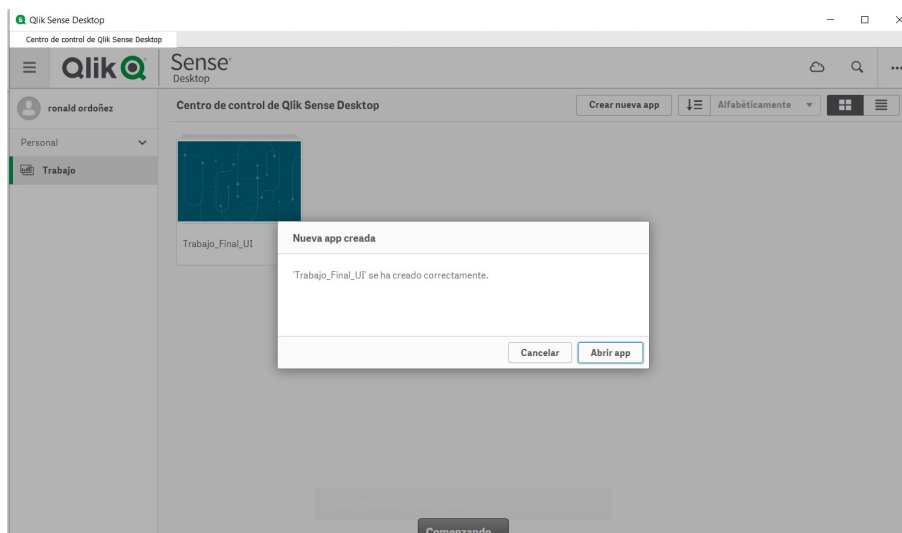 Qlik Sense Desktop
Centro de control de Qlik Sense Desktop
Qlik Sense
Desktop
ronald ordoñez
Centro de control de Qlik Sense Desktop
Crear nueva app
Alfabéticamente
Personal
Trabajo
Trabajo_Final_UI
Nueva app creada
'Trabajo_Final_UI' se ha creado correctamente.
Cancelar
Abrir app
Comenzando